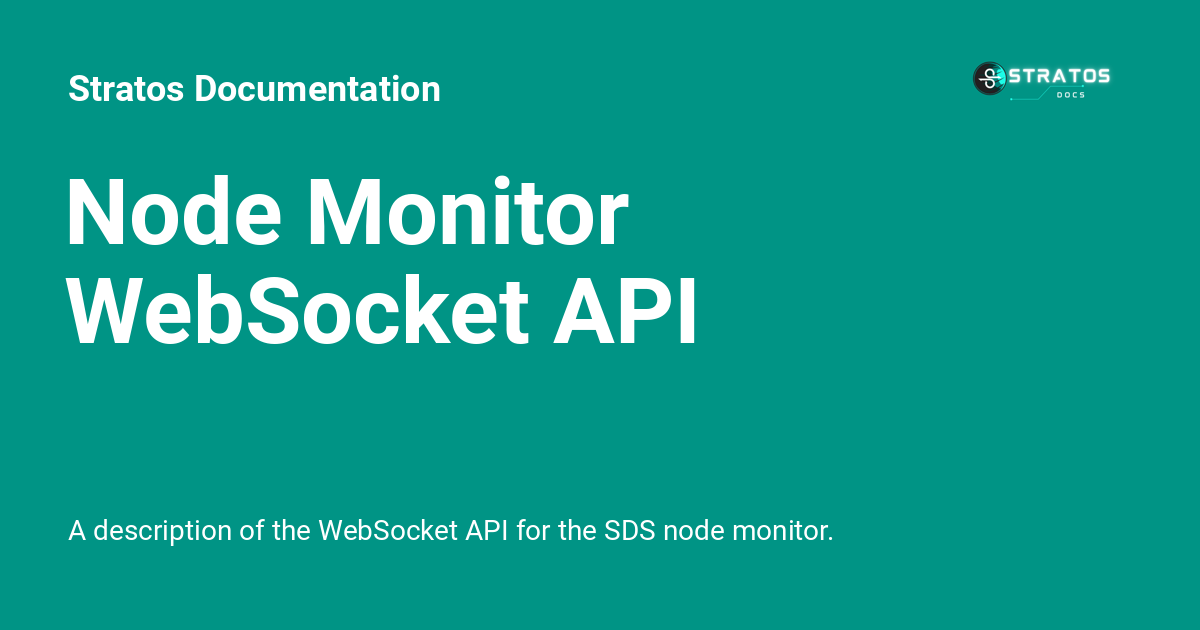 Stratos Documentation
STRATOS
DOCS
Node Monitor
WebSocket API
A description of the WebSocket API for the SDS node monitor.